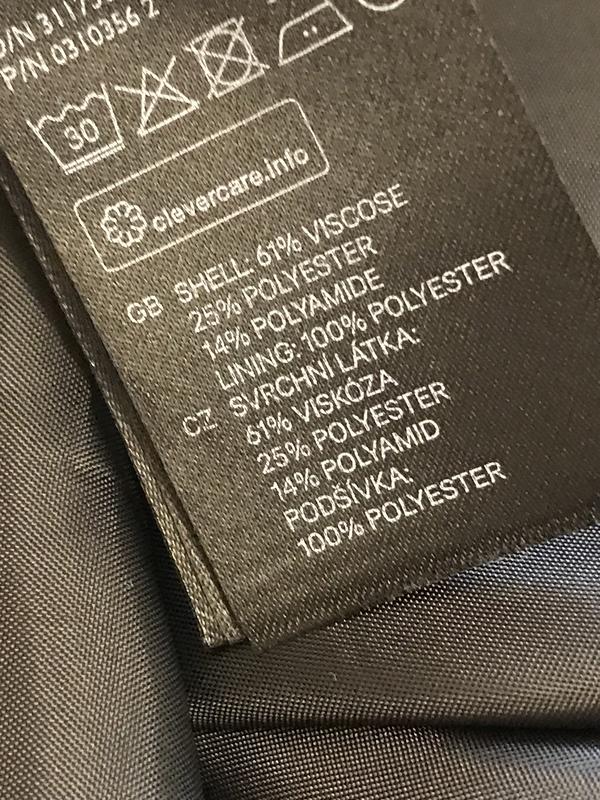 P/N 0310356 2
30
clevercare.info
GB SHELL: 61% VISCOSE
25% POLYESTER
14% POLYAMIDE
LINING: 100% POLYESTER
CZ SVRCHNÍ LÁTKA:
61% VISKÓZA
25% POLYESTER
14% POLYAMID
PODŠÍVKA:
100% POLYESTER